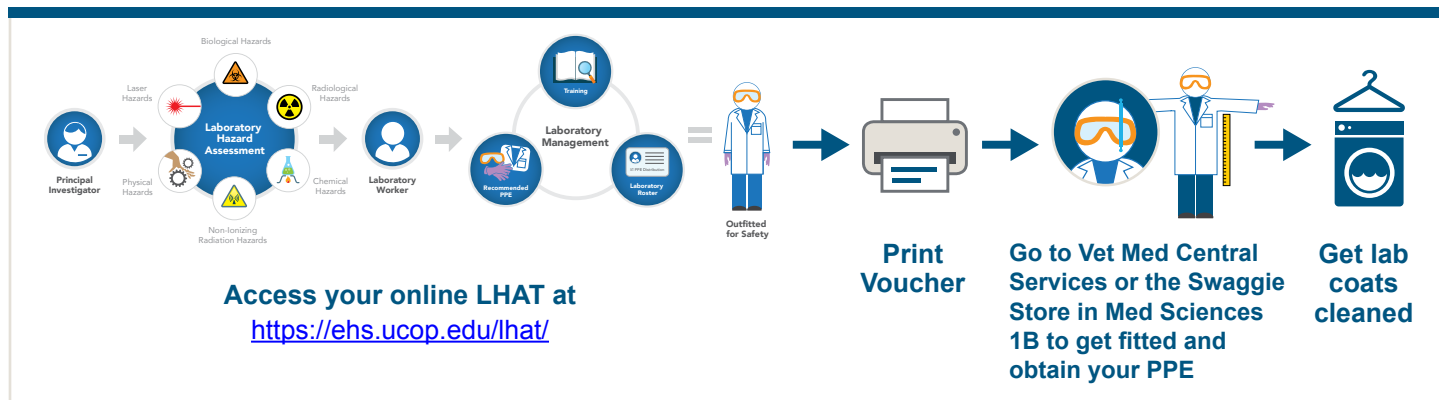 Biological Hazards
Laser
Hazards
Radiological
Hazards
Laboratory
Hazard
Assessment
Principal
Investigator
Physical
Hazards
Chemical
Hazards
Non-Ionizing
Radiation Hazards
Laboratory
Worker
Training
Laboratory
Management
Recommended
PPE
Laboratory
Roster
Outfitted
for Safety
Access your online LHAT at
https://ehs.ucop.edu/lhat/
Print
Voucher
Go to Vet Med Central
Services or the Swaggie
Store in Med Sciences
1B to get fitted and
obtain your PPE
Get lab
coats
cleaned